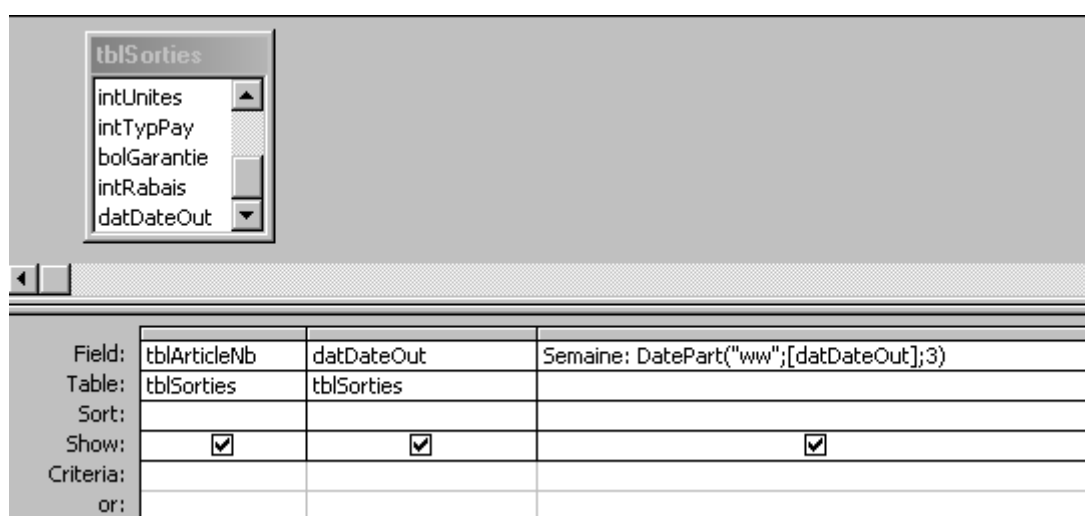 tblSorties
intUnites
intTypPay
bolGarantie
intRabais
datDateOut
Field: tblArticleNb datDateOut Semaine: DatePart("ww";[datDateOut];3)
Table: tblSorties tblSorties
Sort:
Show:
Criteria:
or: